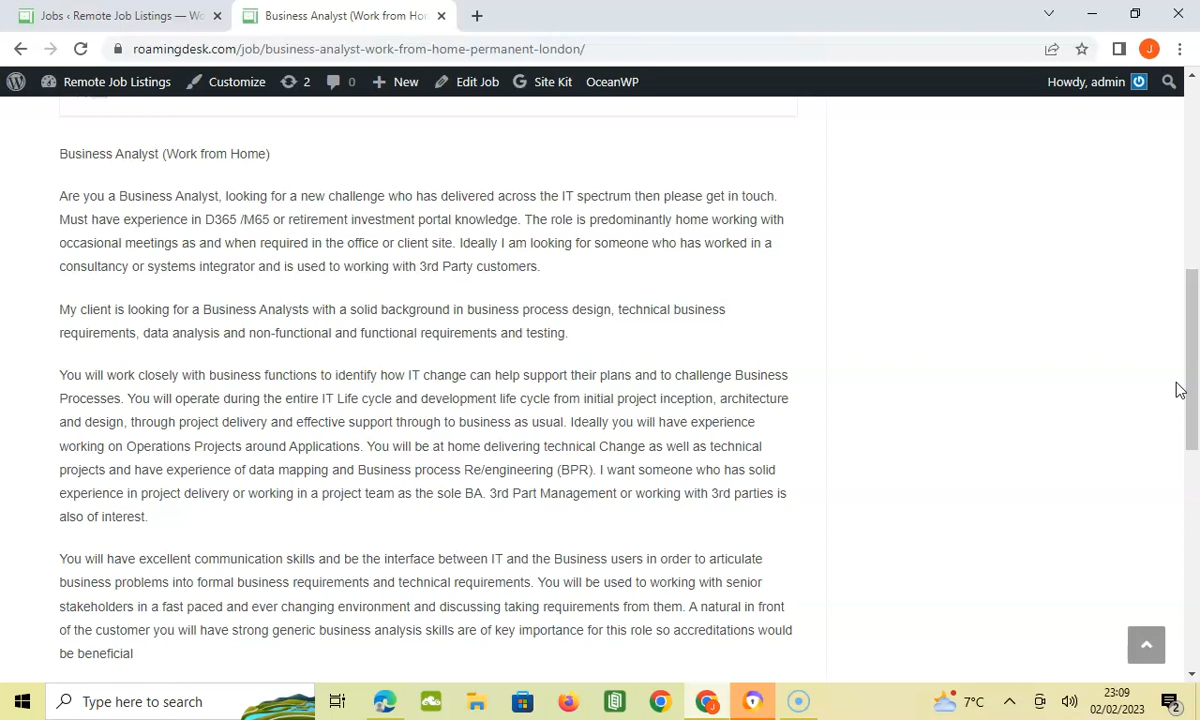 Jobs ‹ Remote Job Listings — Wo
Business Analyst (Work from Hor
roamingdesk.com/job/business-analyst-work-from-home-permanent-london/
J
Remote Job Listings Customize 2 0 New Edit Job Site Kit OceanWP Howdy, admin
Business Analyst (Work from Home)
Are you a Business Analyst, looking for a new challenge who has delivered across the IT spectrum then please get in touch.
Must have experience in D365 /M65 or retirement investment portal knowledge. The role is predominantly home working with
occasional meetings as and when required in the office or client site. Ideally I am looking for someone who has worked in a
consultancy or systems integrator and is used to working with 3rd Party customers.
My client is looking for a Business Analysts with a solid background in business process design, technical business
requirements, data analysis and non-functional and functional requirements and testing.
You will work closely with business functions to identify how IT change can help support their plans and to challenge Business
Processes. You will operate during the entire IT Life cycle and development life cycle from initial project inception, architecture
and design, through project delivery and effective support through to business as usual. Ideally you will have experience
working on Operations Projects around Applications. You will be at home delivering technical Change as well as technical
projects and have experience of data mapping and Business process Re/engineering (BPR). I want someone who has solid
experience in project delivery or working in a project team as the sole BA. 3rd Part Management or working with 3rd parties is
also of interest.
You will have excellent communication skills and be the interface between IT and the Business users in order to articulate
business problems into formal business requirements and technical requirements. You will be used to working with senior
stakeholders in a fast paced and ever changing environment and discussing taking requirements from them. A natural in front
of the customer you will have strong generic business analysis skills are of key importance for this role so accreditations would
be beneficial
Type here to search
7°C
23:09
02/02/2023
2